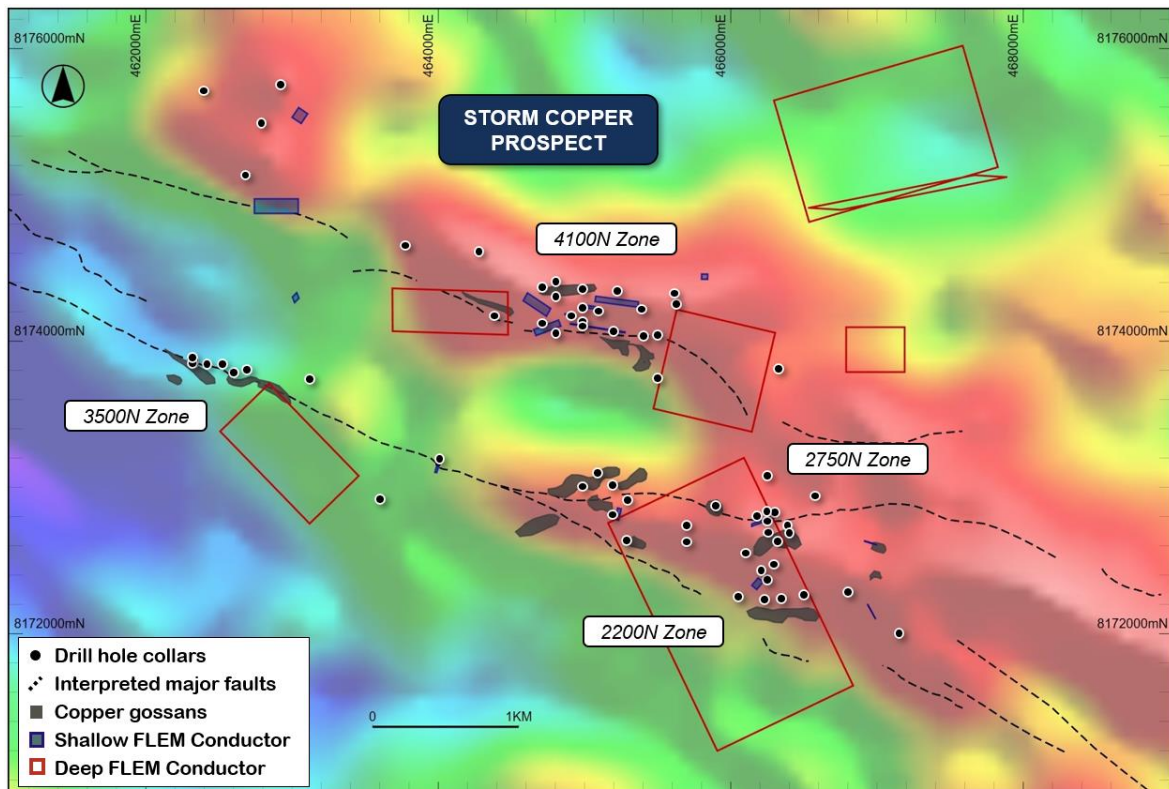 8176000mN
462000mE
464000mE
466000mE
468000mE
8176000mN
STORM COPPER
PROSPECT
4100N Zone
8174000mN
8174000mN
3500N Zone
2750N Zone
2200N Zone
8172000mN
8172000mN
Drill hole collars
Interpreted major faults
Copper gossans
Shallow FLEM Conductor
Deep FLEM Conductor
0 1KM